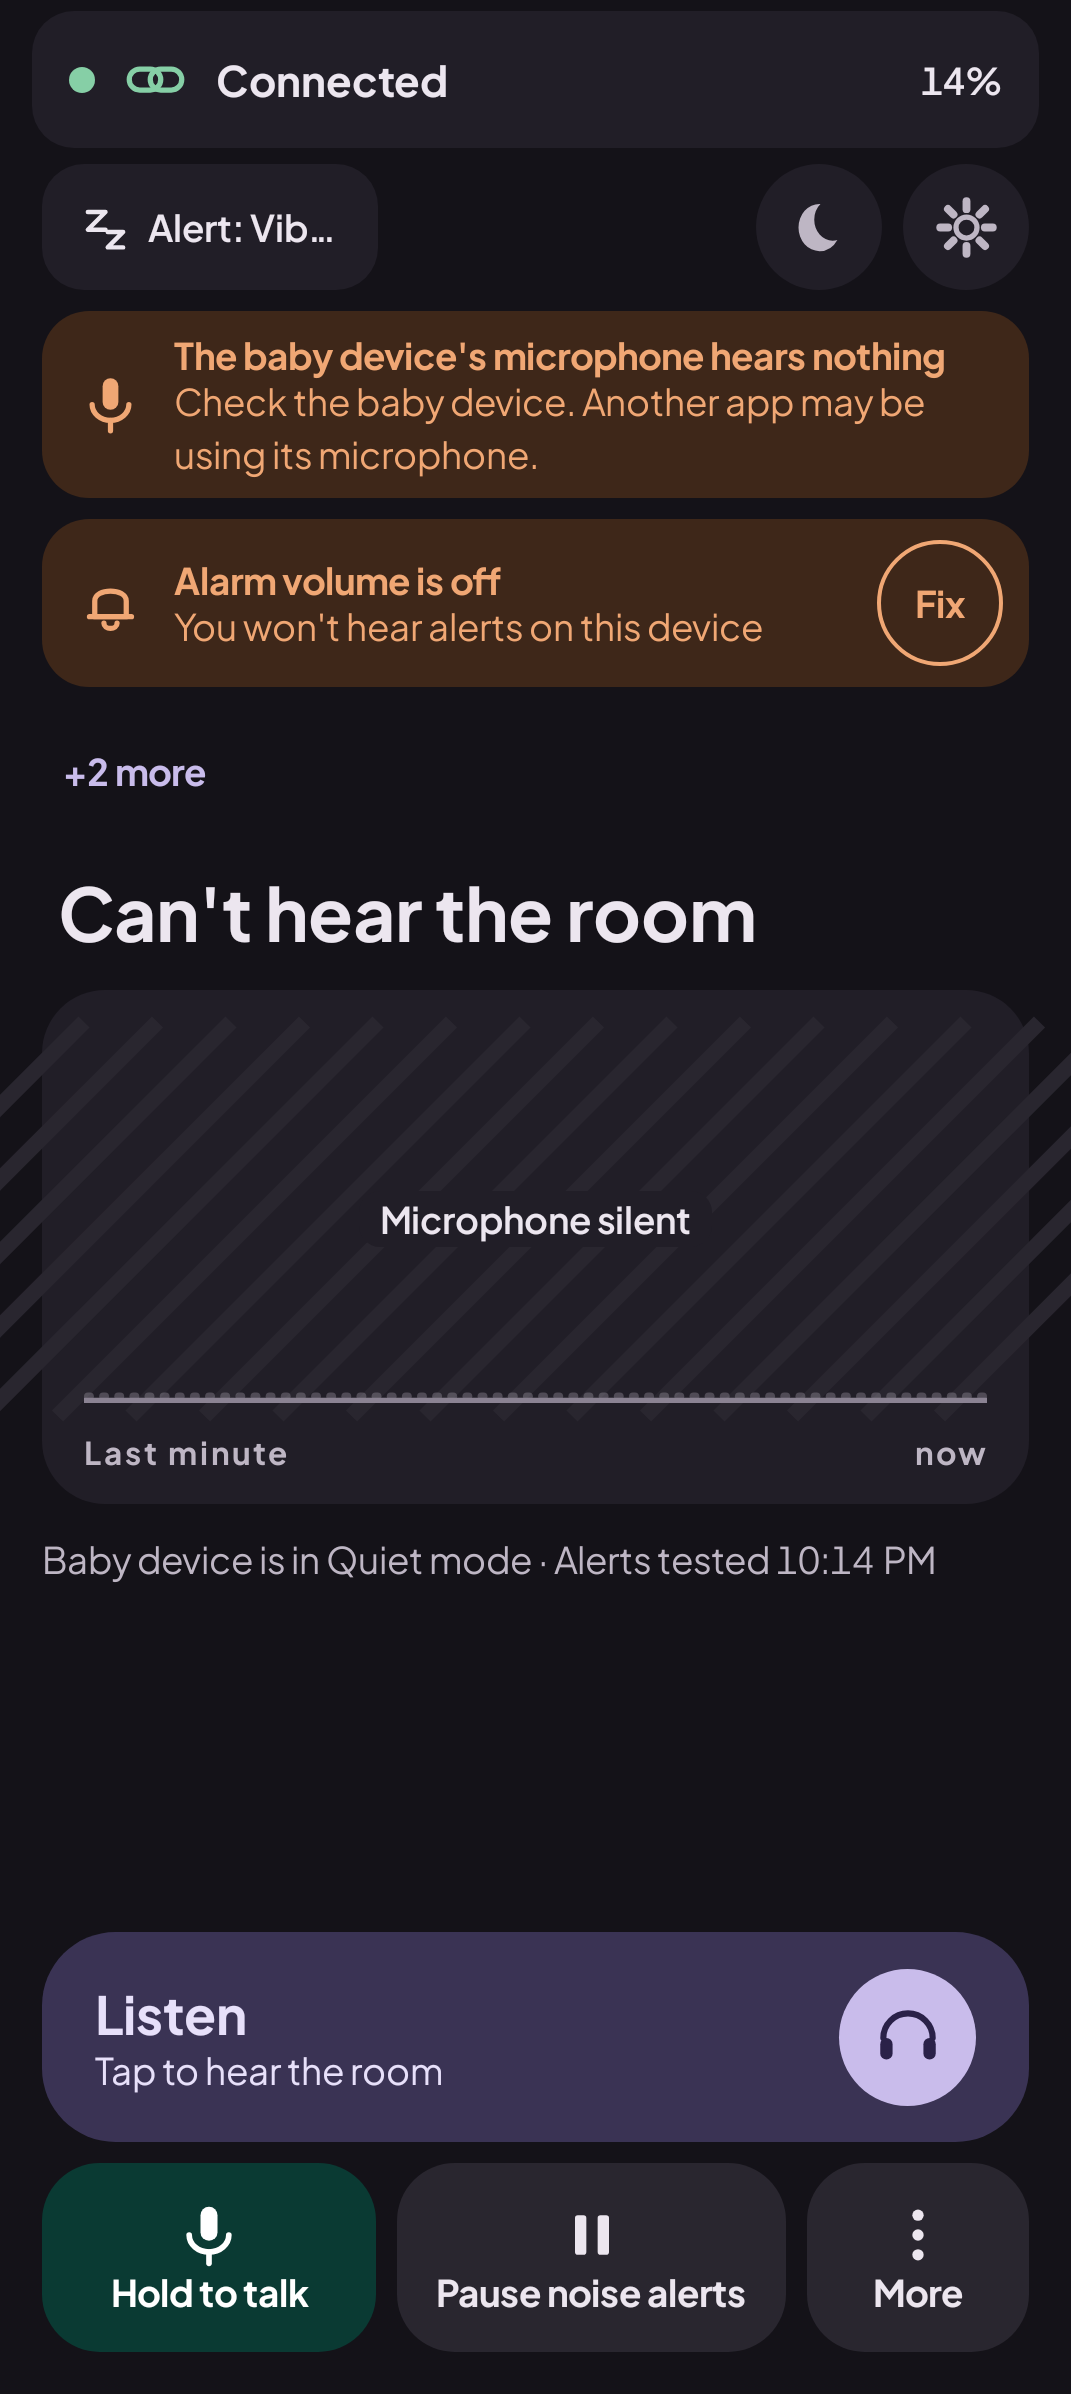 Connected
14%
Alert: Vib...
The baby device's microphone hears nothing
Check the baby device. Another app may be
using its microphone.
Alarm volume is off
You won't hear alerts on this device
Fix
+2 more
Can't hear the room
Microphone silent
Last minute
now
Baby device is in Quiet mode · Alerts tested 10:14 PM
Listen
Tap to hear the room
Hold to talk
Pause noise alerts
More